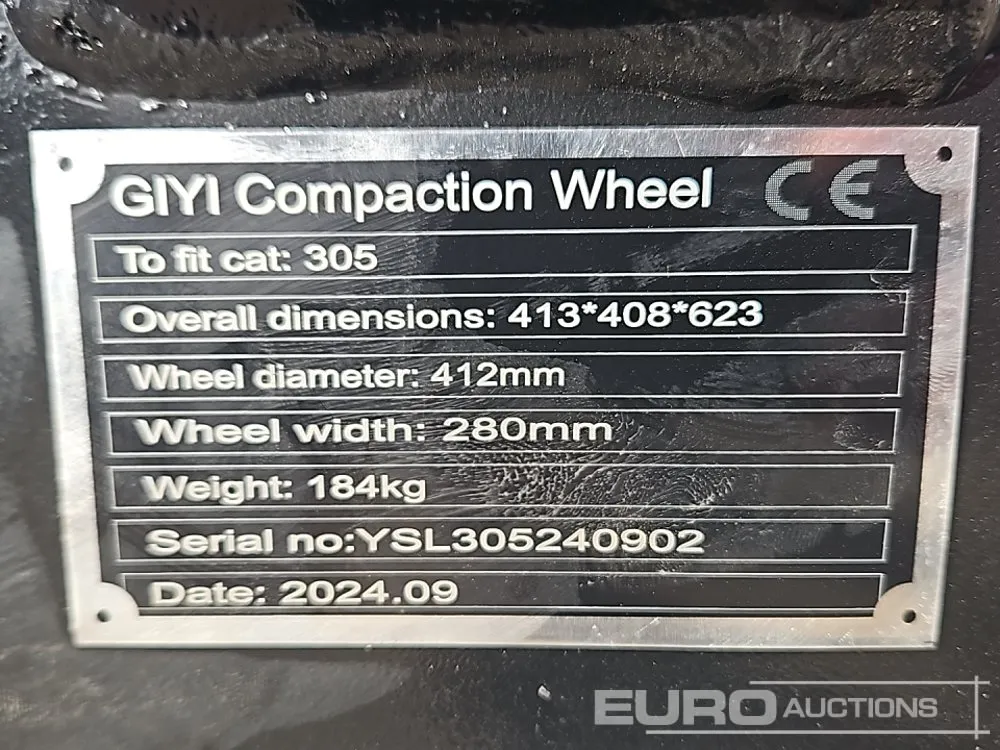 GIYI Compaction Wheel CE
To fit cat: 305
Overall dimensions: 413*408*623
Wheel diameter: 412mm
Wheel width: 280mm
Weight: 184kg
Serial no:YSL305240902
Date: 2024.09
EURO AUCTIONS